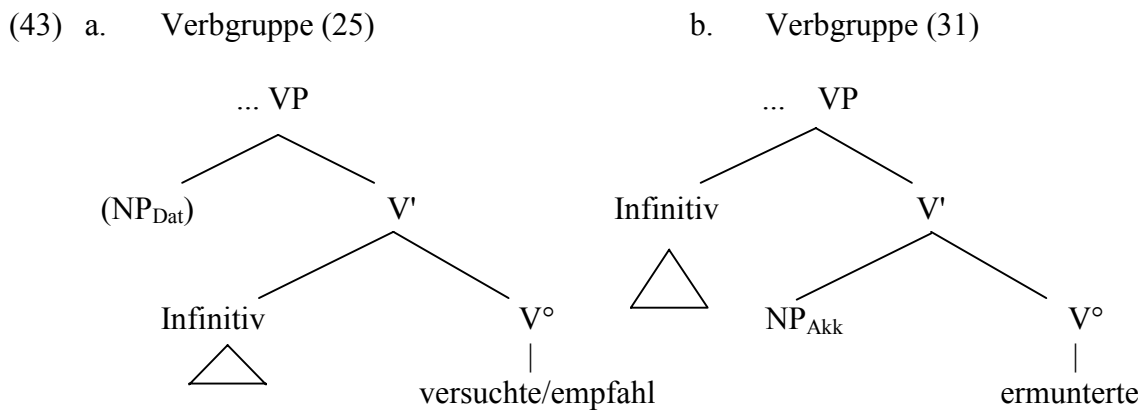 (43) a. Verbgruppe (25) b. Verbgruppe (31)
... VP ... VP
(NP_Dat) V' Infinitiv V'
Infinitiv V° NP_Akk V°
| |
versuchte/empfahl ermunterte